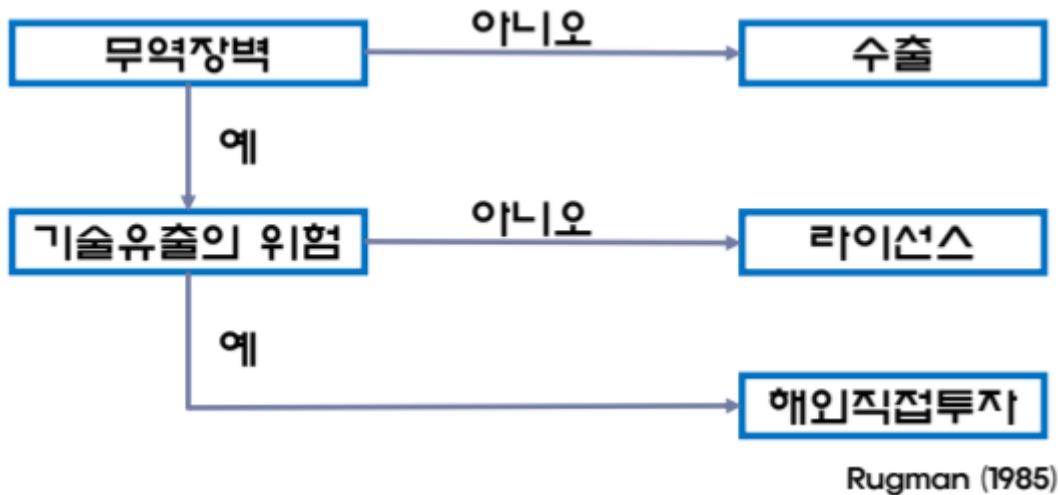 무역장벽
아니오
수출
예
기술유출의 위험
아니오
라이선스
예
해외직접투자
Rugman (1985)